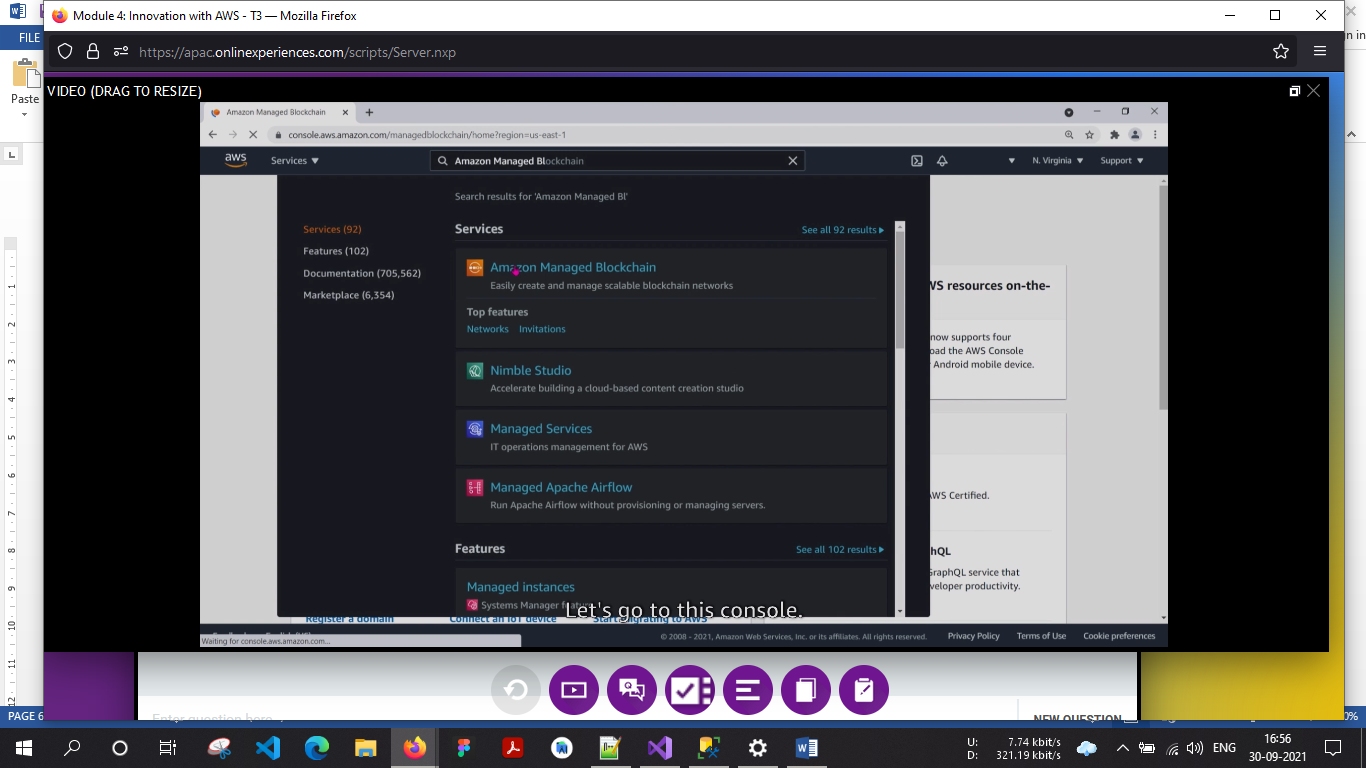 Module 4: Innovation with AWS - T3 — Mozilla Firefox
FILE
https://apac.onlinexperiences.com/scripts/Server.nxp
Paste
VIDEO (DRAG TO RESIZE)
Amazon Managed Blockchain
console.aws.amazon.com/managedblockchain/home?region=us-east-1
aws
Services
Amazon Managed Blockchain
N. Virginia
Support
Search results for 'Amazon Managed Bl'
Services (92)
Features (102)
Documentation (705,562)
Marketplace (6,354)
Services
See all 92 results
Amazon Managed Blockchain
Easily create and manage scalable blockchain networks
Top features
Networks Invitations
Nimble Studio
Accelerate building a cloud-based content creation studio
Managed Services
IT operations management for AWS
Managed Apache Airflow
Run Apache Airflow without provisioning or managing servers.
Features
See all 102 results
Managed instances
Systems Manager
WS resources on-the-
now supports four
oad the AWS Console
Android mobile device.
AWS Certified.
hQL
GraphQL service that
veloper productivity.
Let's go to this console.
Register a domain
Connect an IoT device
Start migrating to AWS
Waiting for console.aws.amazon.com...
© 2008 - 2021, Amazon Web Services, Inc. or its affiliates. All rights reserved.
Privacy Policy
Terms of Use
Cookie preferences
Enter question here
NEW QUESTION
PAGE 6
0%
U: 7.74 kbit/s
D: 321.19 kbit/s
ENG
16:56
30-09-2021